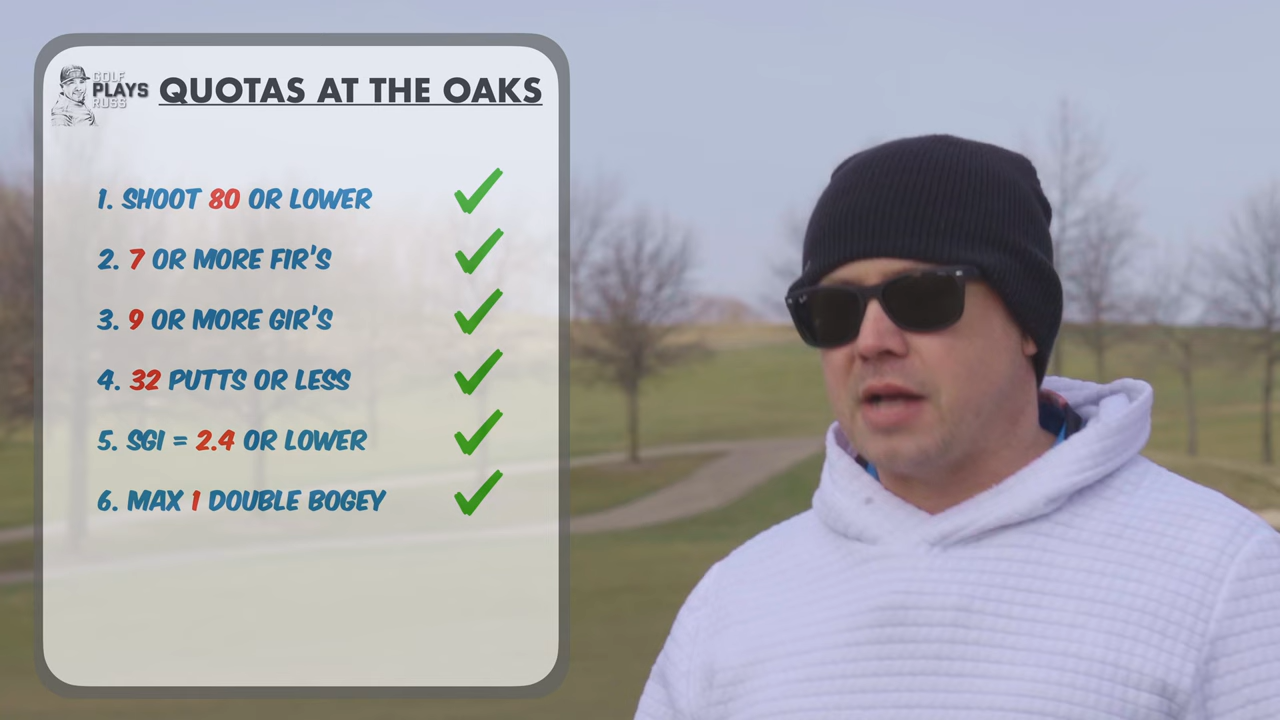 GOLF
PLAYS
RUSS
QUOTAS AT THE OAKS
1. SHOOT 80 OR LOWER
2. 7 OR MORE FIR'S
3. 9 OR MORE GIR'S
4. 32 PUTTS OR LESS
5. SGI = 2.4 OR LOWER
6. MAX 1 DOUBLE BOGEY